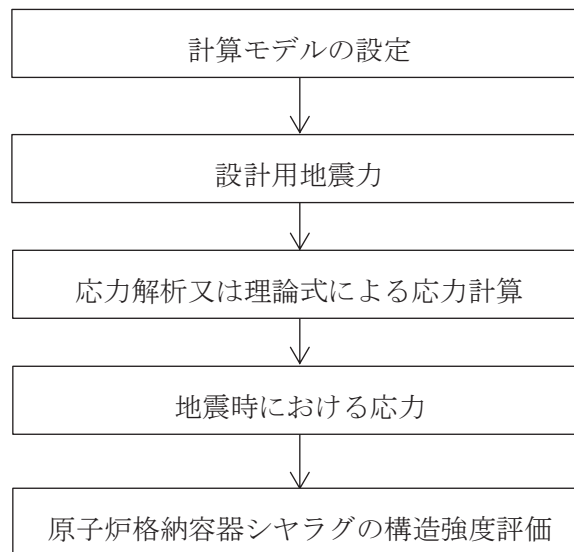 計算モデルの設定
設計用地震力
応力解析又は理論式による応力計算
地震時における応力
原子炉格納容器シヤラグの構造強度評価